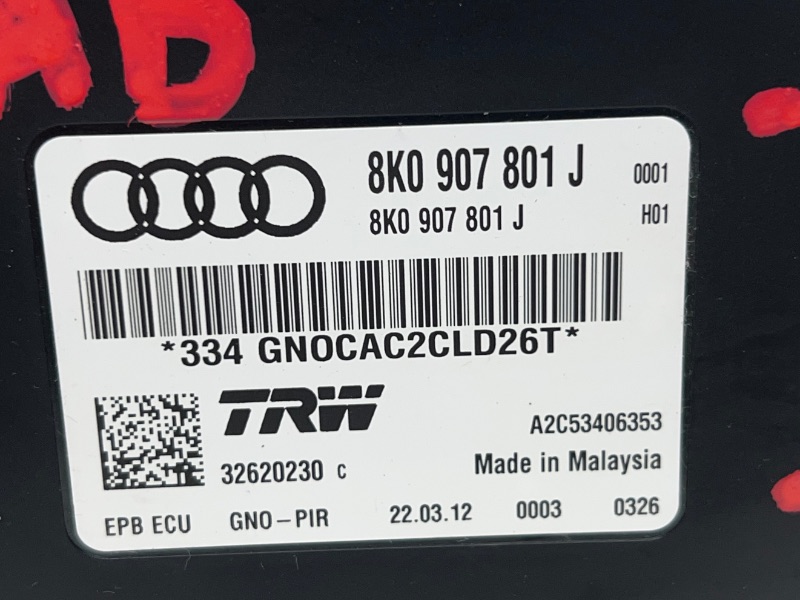 AD
8K0 907 801 J 0001
8K0 907 801 J H01
*334 GNOCAC2CLD26T*
TRW A2C53406353
32620230 C Made in Malaysia
EPB ECU GNO-PIR 22.03.12 0003 0326